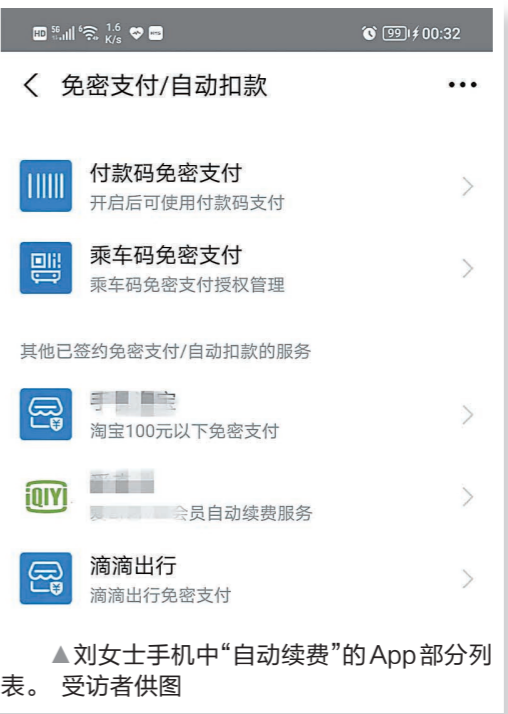 HD 5G 6 1.6 K/s 99 00:32
免密支付/自动扣款
付款码免密支付
开启后可使用付款码支付
乘车码免密支付
乘车码免密支付授权管理
其他已签约免密支付/自动扣款的服务
淘宝100元以下免密支付
iQIYI
会员自动续费服务
滴滴出行
滴滴出行免密支付
▲刘女士手机中“自动续费”的App部分列
表。 受访者供图